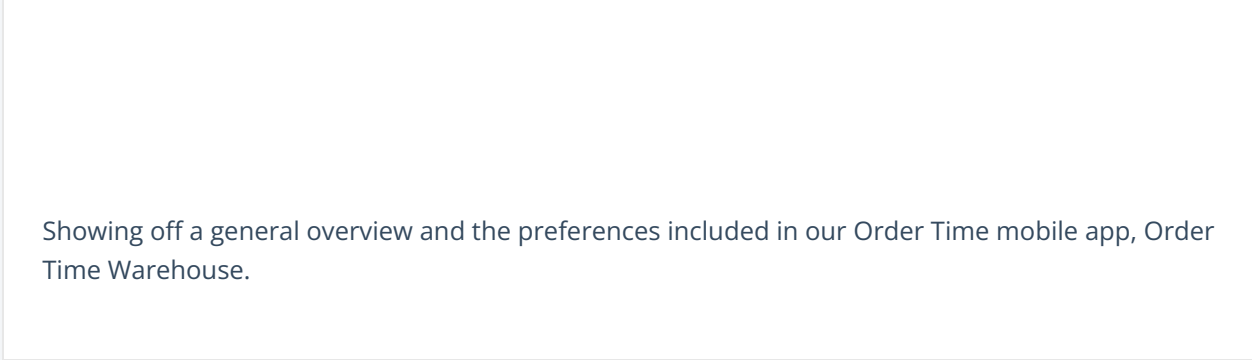 Showing off a general overview and the preferences included in our Order Time mobile app, Order
Time Warehouse.